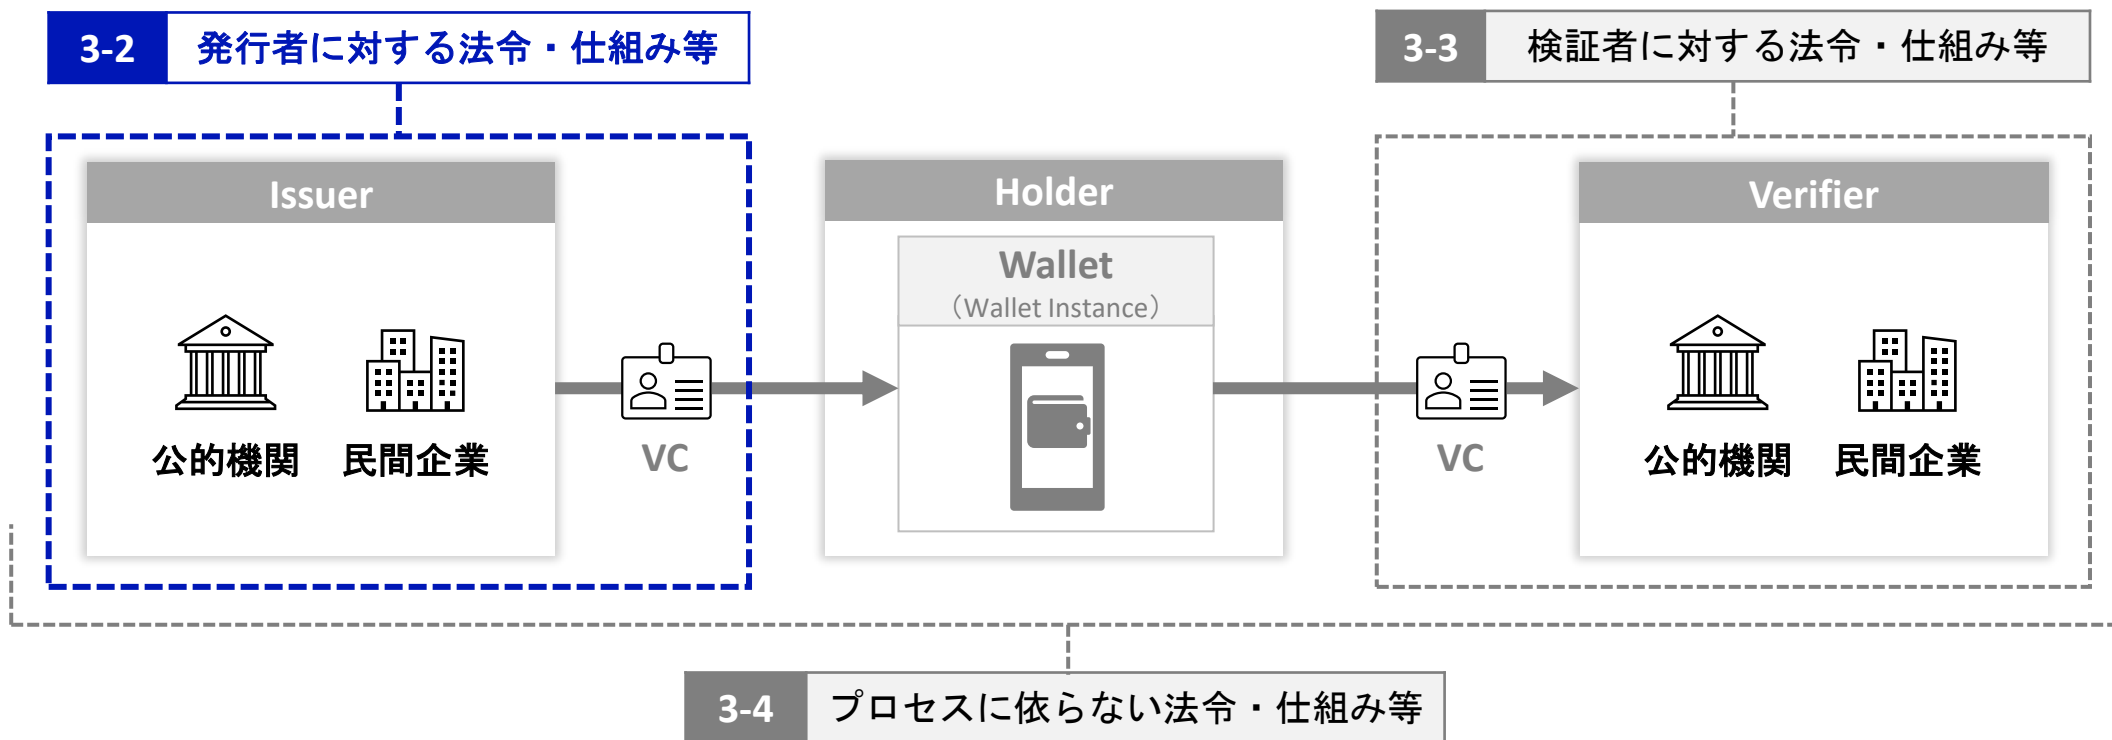 3-2 発行者に対する法令・仕組み等
3-3 検証者に対する法令・仕組み等
Issuer
公的機関 民間企業
VC
Holder
Wallet
（Wallet Instance）
VC
Verifier
公的機関 民間企業
3-4 プロセスに依らない法令・仕組み等